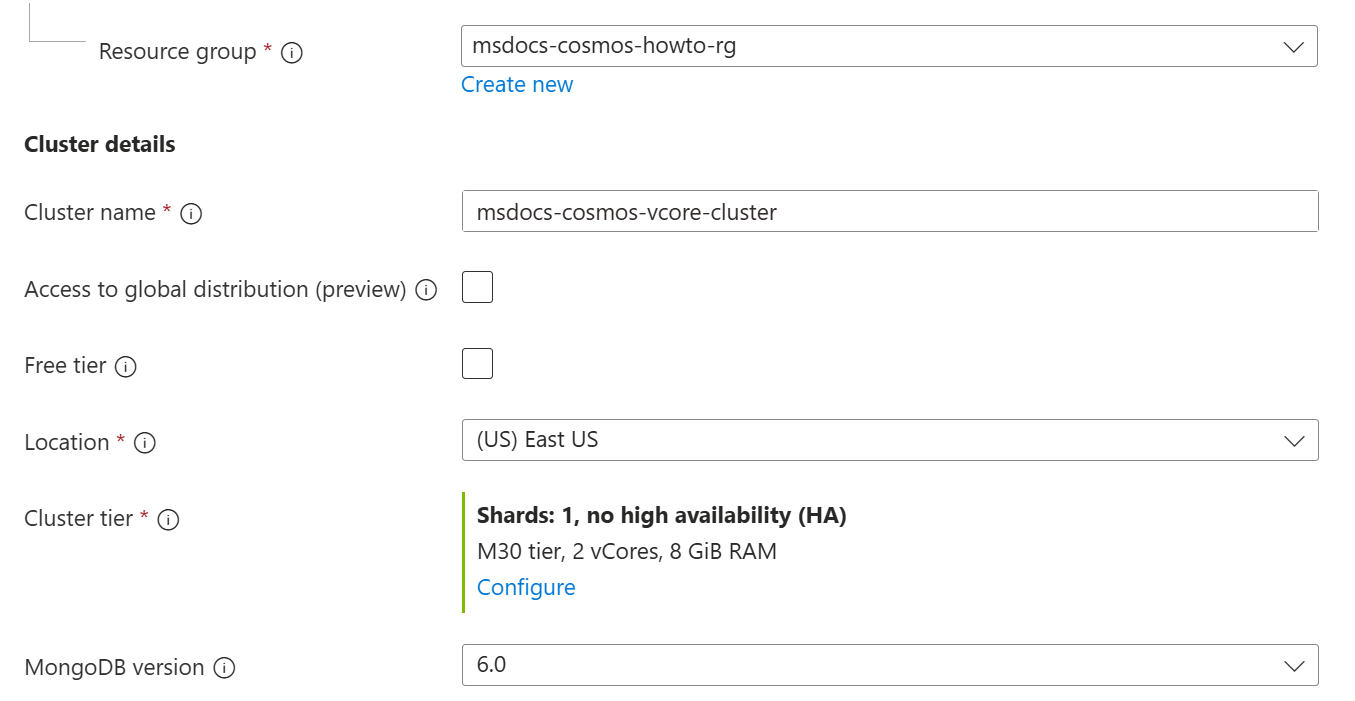 Resource group * msdocs-cosmos-howto-rg
Create new
Cluster details
Cluster name * msdocs-cosmos-vcore-cluster
Access to global distribution (preview)
Free tier
Location * (US) East US
Cluster tier * Shards: 1, no high availability (HA)
M30 tier, 2 vCores, 8 GiB RAM
Configure
MongoDB version 6.0